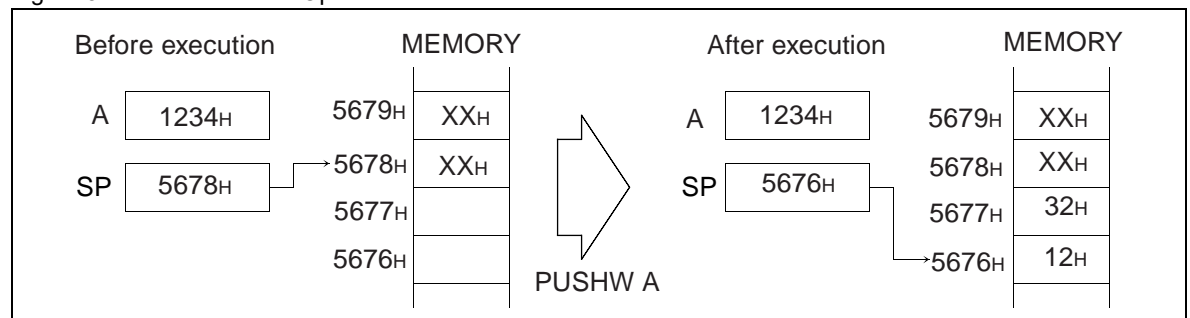 Before execution
MEMORY
A
1234H
5679H
XXH
SP
5678H
5678H
XXH
5677H
5676H
PUSHW A
After execution
MEMORY
A
1234H
5679H
XXH
SP
5676H
5678H
XXH
5677H
32H
5676H
12H